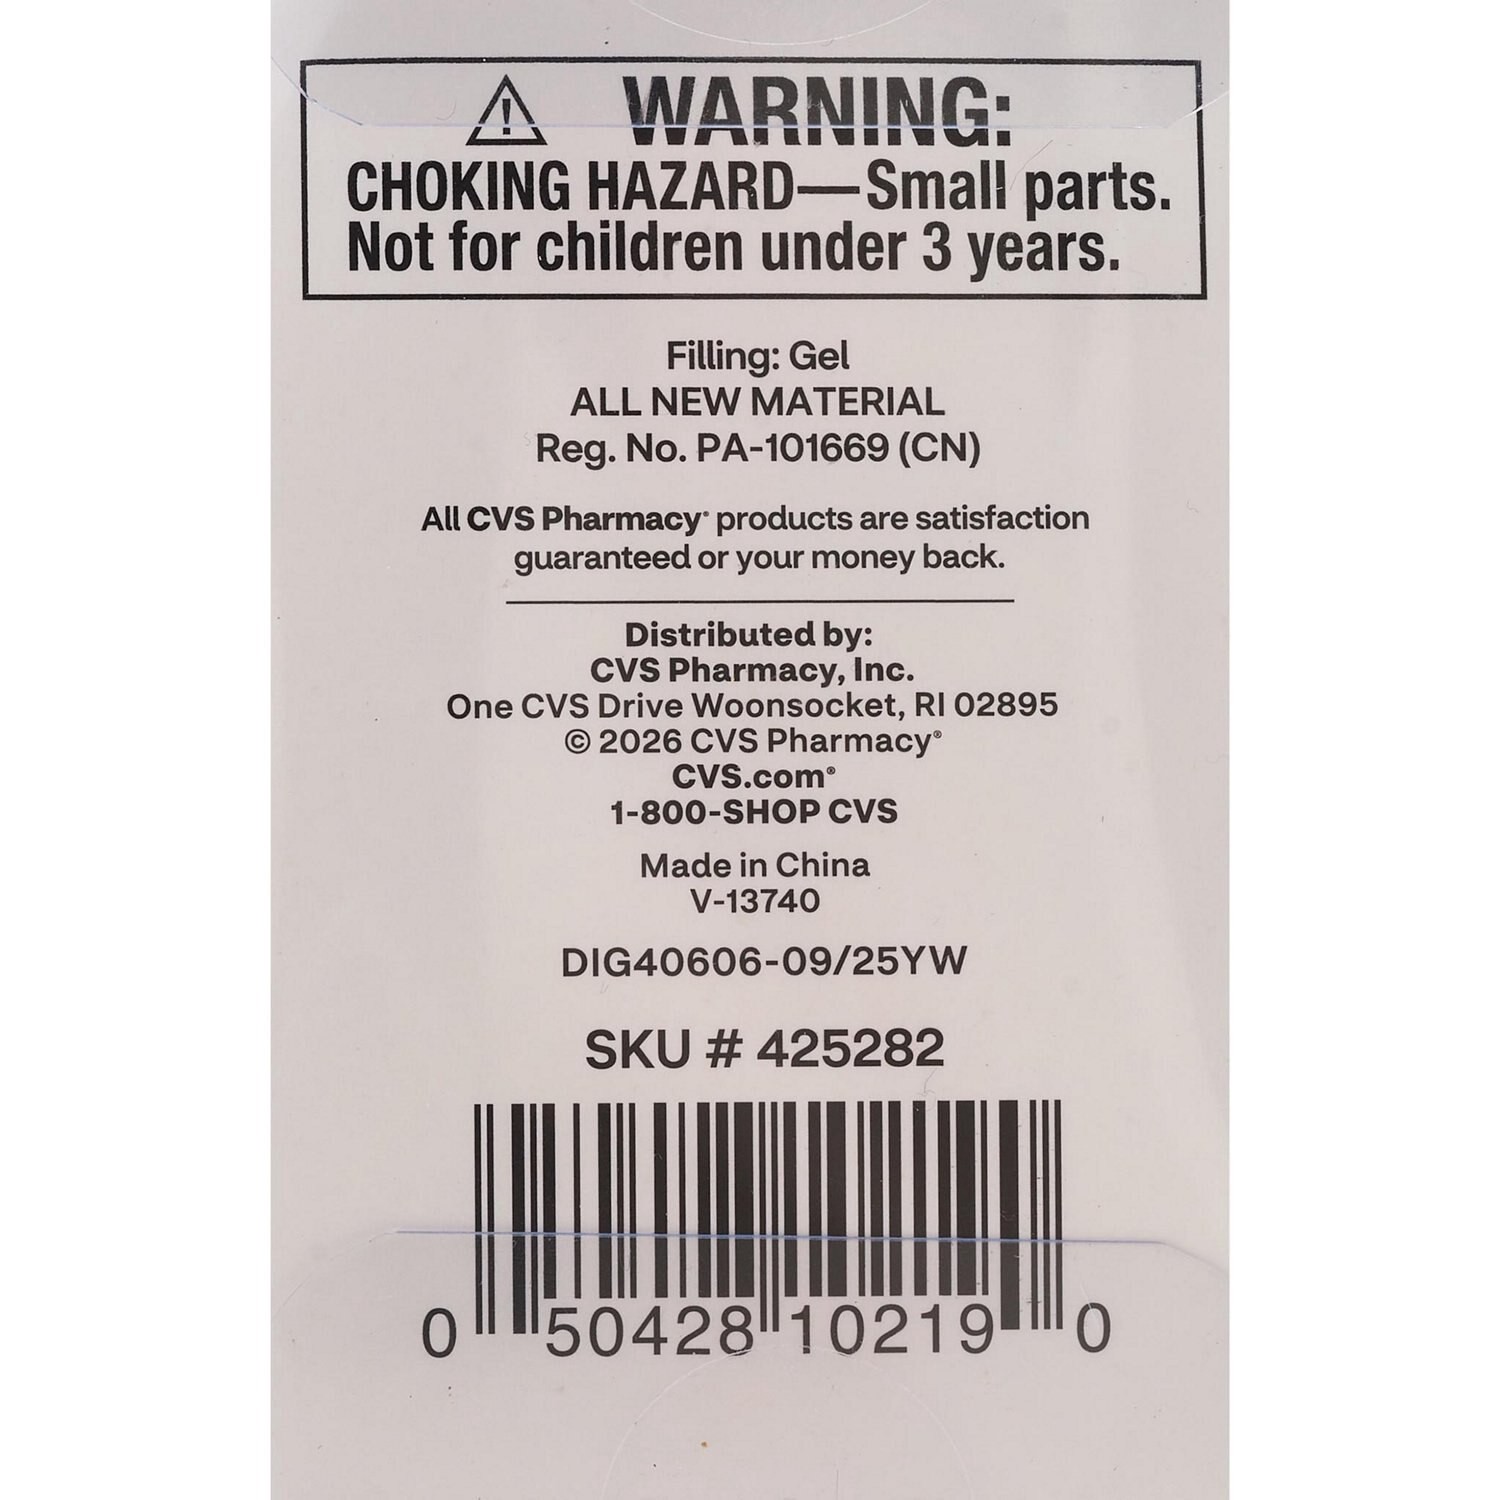 WARNING:
CHOKING HAZARD—Small parts.
Not for children under 3 years.
Filling: Gel
ALL NEW MATERIAL
Reg. No. PA-101669 (CN)
All CVS Pharmacy® products are satisfaction
guaranteed or your money back.
Distributed by:
CVS Pharmacy, Inc.
One CVS Drive Woonsocket, RI 02895
© 2026 CVS Pharmacy®
CVS.com®
1-800-SHOP CVS
Made in China
V-13740
DIG40606-09/25YW
SKU # 425282
0 50428 10219 0